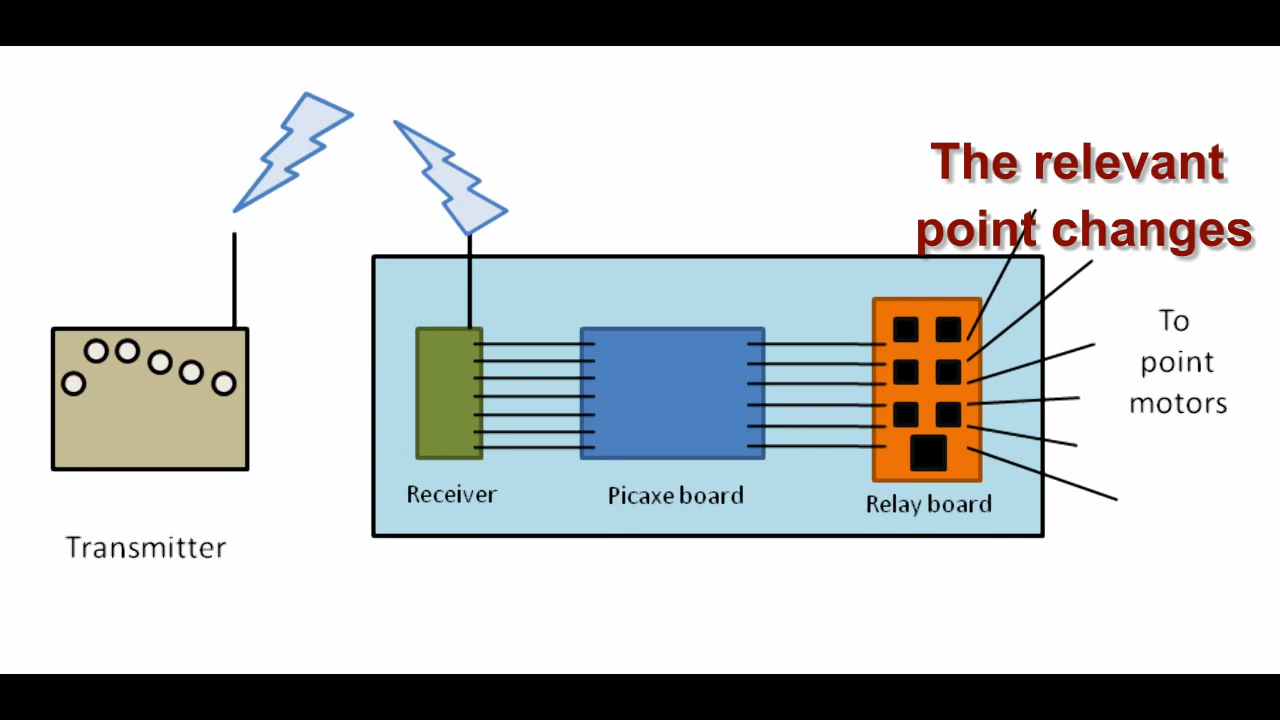 The relevant
point changes
To
point
motors
Receiver
Picaxe board
Relay board
Transmitter